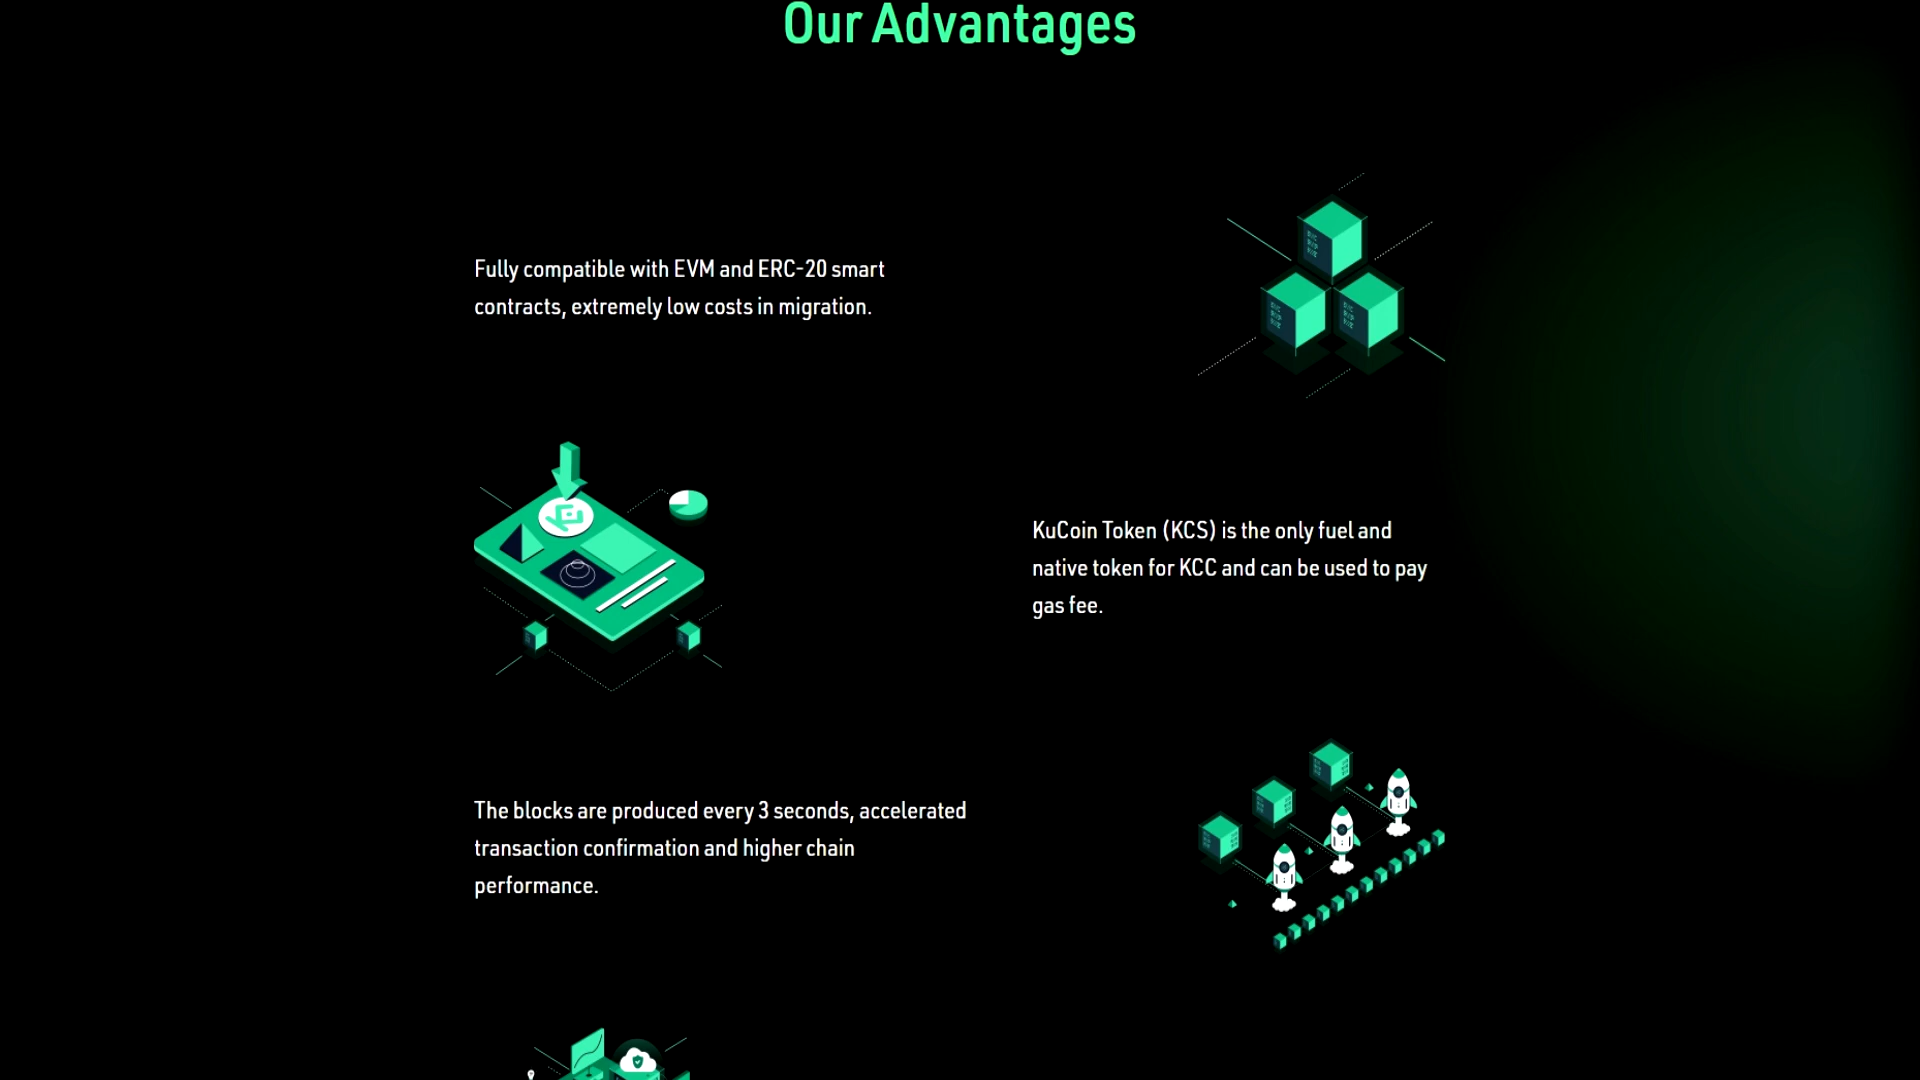 Our Advantages
Fully compatible with EVM and ERC-20 smart
contracts, extremely low costs in migration.
KuCoin Token (KCS) is the only fuel and
native token for KCC and can be used to pay
gas fee.
The blocks are produced every 3 seconds, accelerated
transaction confirmation and higher chain
performance.